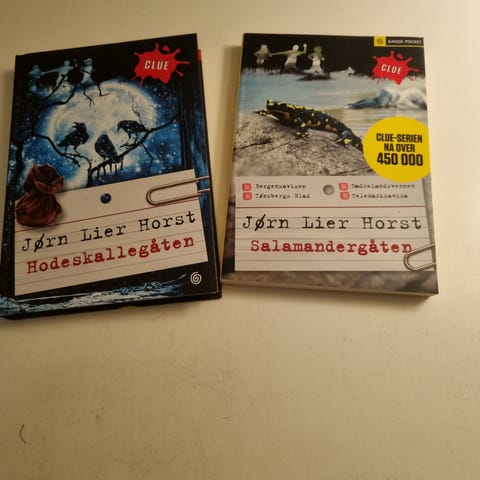 CLUE
Jørn Lier Horst
Hodeskallegåten
KAGGE POCKET
CLUE
CLUE-SERIEN
NÅ OVER
450 000
Bergensavisen
Fædrelandsvennen
Tønsbergs Blad
Telemarksavisa
Jørn Lier Horst
Salamandergåten